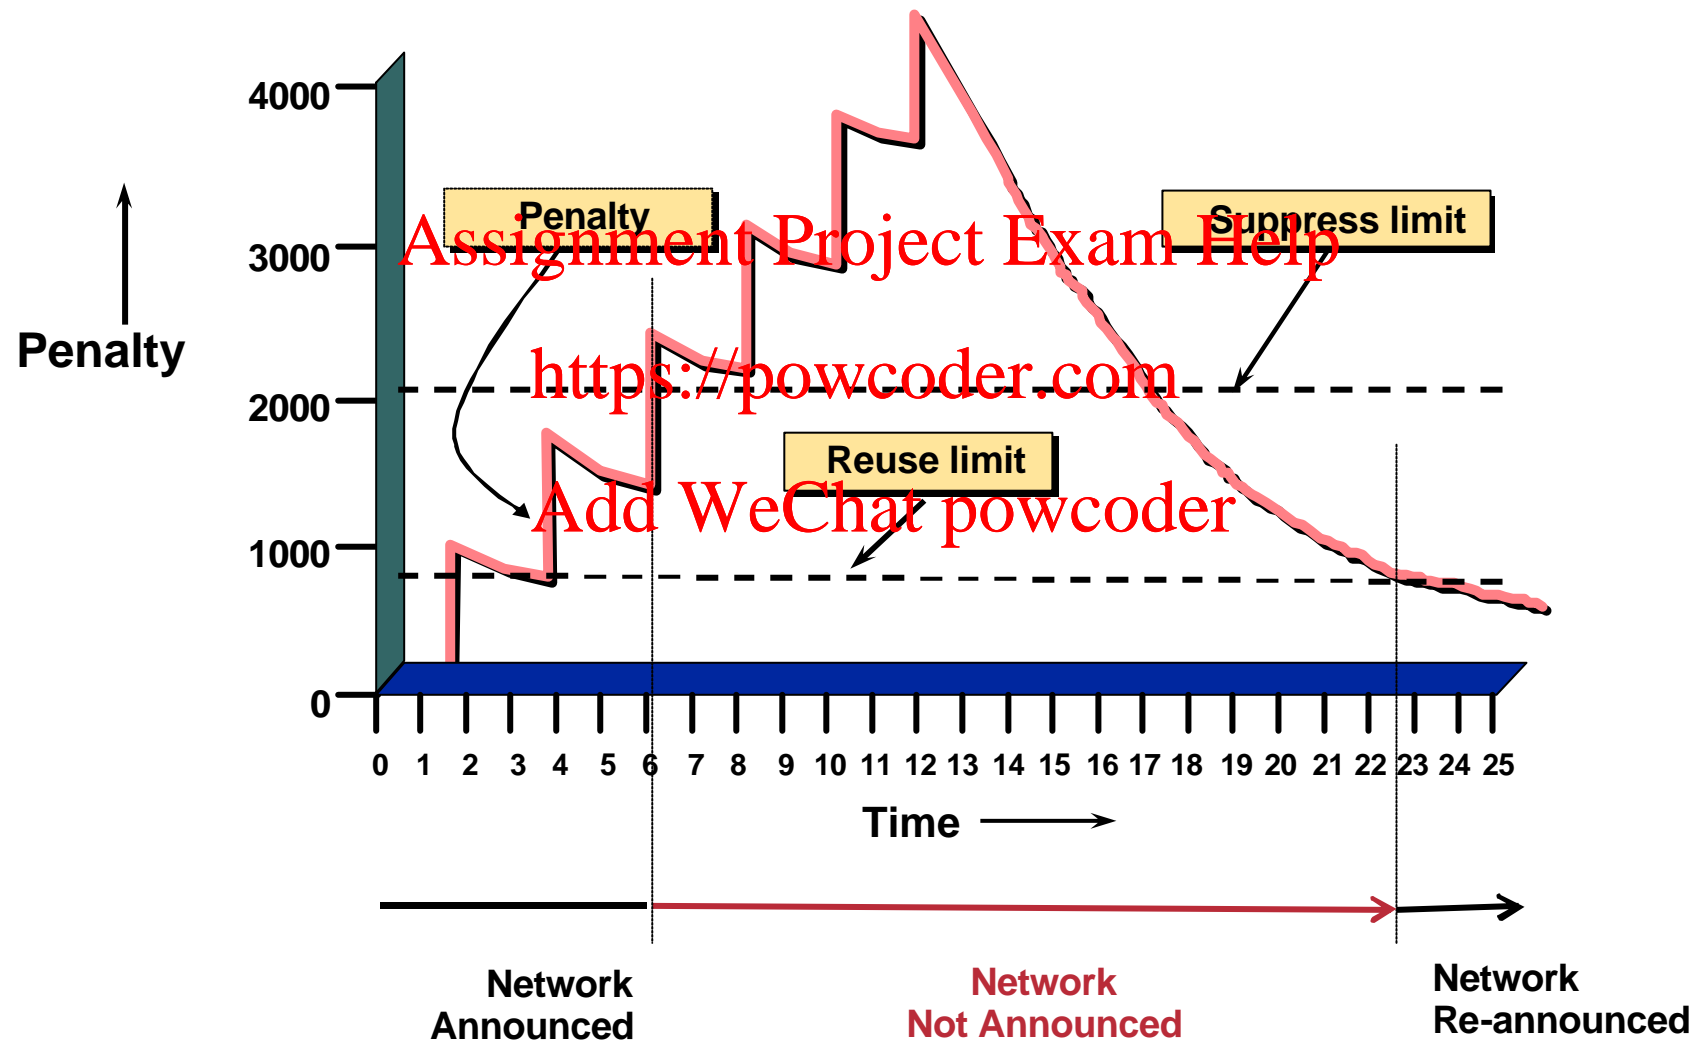 4000
3000
2000
1000
0
Penalty
Penalty
Suppress limit
Assignment Project Exam Help
https://powcoder.com
Reuse limit
Add WeChat powcoder
0 1 2 3 4 5 6 7 8 9 10 11 12 13 14 15 16 17 18 19 20 21 22 23 24 25
Time
Network
Announced
Network
Not Announced
Network
Re-announced